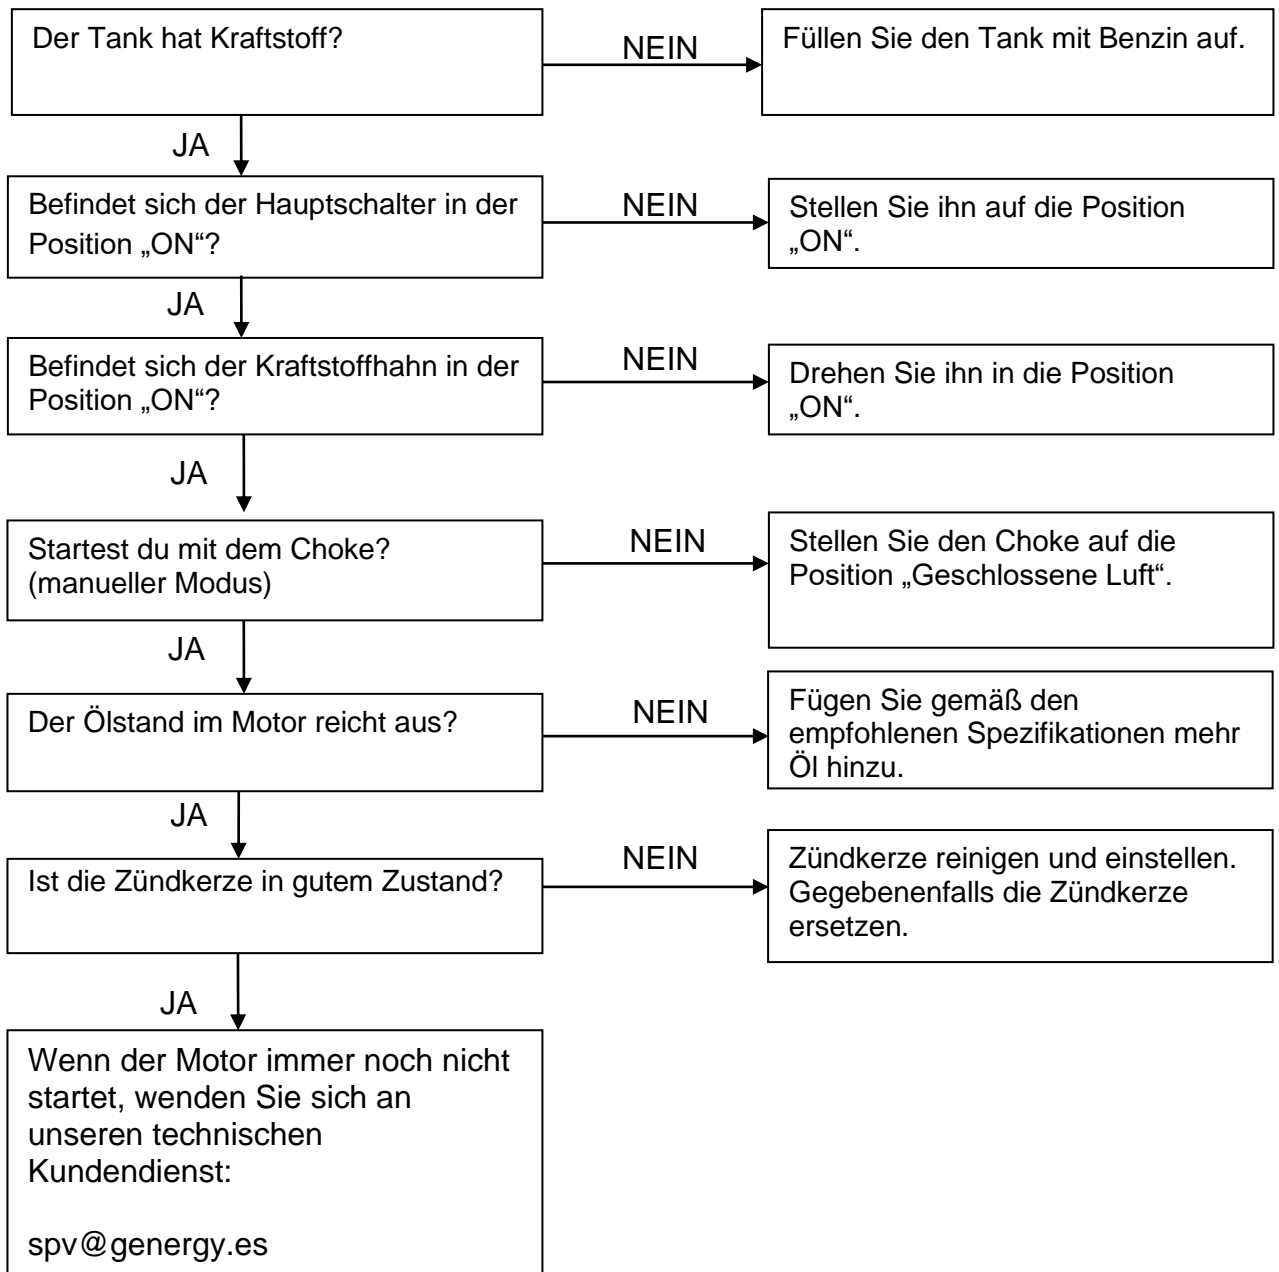 Der Tank hat Kraftstoff?
NEIN
Füllen Sie den Tank mit Benzin auf.
JA
Befindet sich der Hauptschalter in der
Position „ON“?
NEIN
Stellen Sie ihn auf die Position
„ON“.
JA
Befindet sich der Kraftstoffhahn in der
Position „ON“?
NEIN
Drehen Sie ihn in die Position
„ON“.
JA
Startest du mit dem Choke?
(manueller Modus)
NEIN
Stellen Sie den Choke auf die
Position „Geschlossene Luft“.
JA
Der Ölstand im Motor reicht aus?
NEIN
Fügen Sie gemäß den
empfohlenen Spezifikationen mehr
Öl hinzu.
JA
Ist die Zündkerze in gutem Zustand?
NEIN
Zündkerze reinigen und einstellen.
Gegebenenfalls die Zündkerze
ersetzen.
JA
Wenn der Motor immer noch nicht
startet, wenden Sie sich an
unseren technischen
Kundendienst:
spv@genergy.es